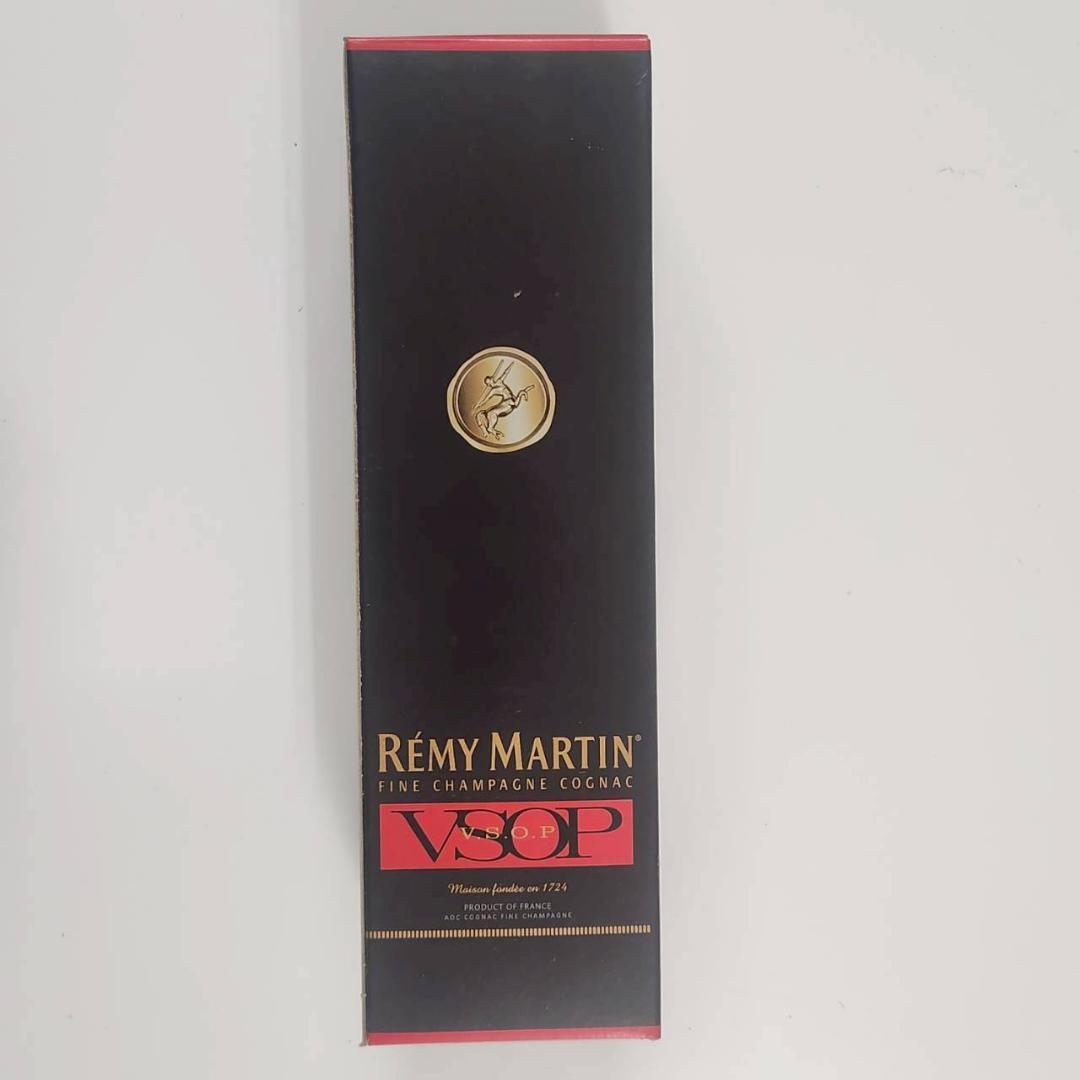 RÉMY MARTIN®
FINE CHAMPAGNE COGNAC
VSOP
V.S.O.P
Maison fondée en 1724
PRODUCT OF FRANCE
AOC COGNAC FINE CHAMPAGNE